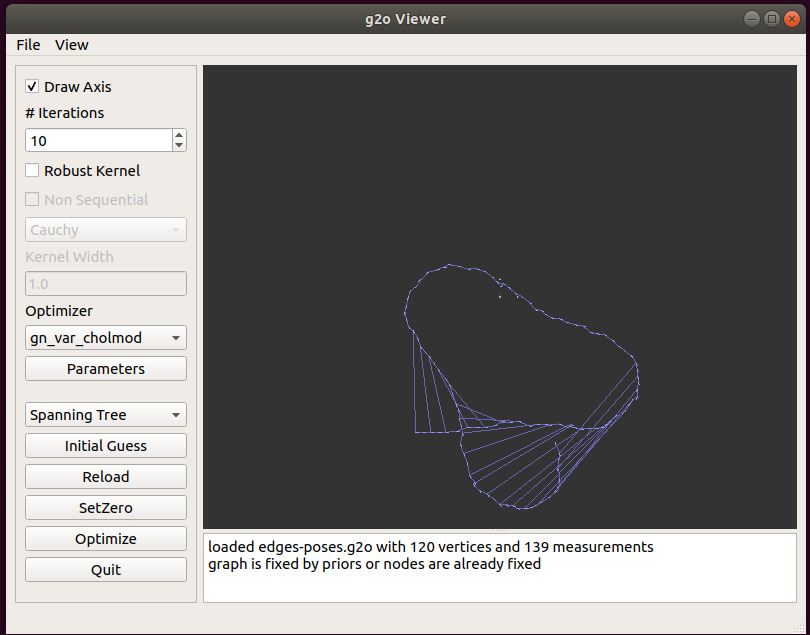 g2o Viewer
File View
Draw Axis
# Iterations
10
Robust Kernel
Non Sequential
Cauchy
Kernel Width
1.0
Optimizer
gn_var_cholmod
Parameters
Spanning Tree
Initial Guess
Reload
SetZero
Optimize
Quit
loaded edges-poses.g2o with 120 vertices and 139 measurements
graph is fixed by priors or nodes are already fixed